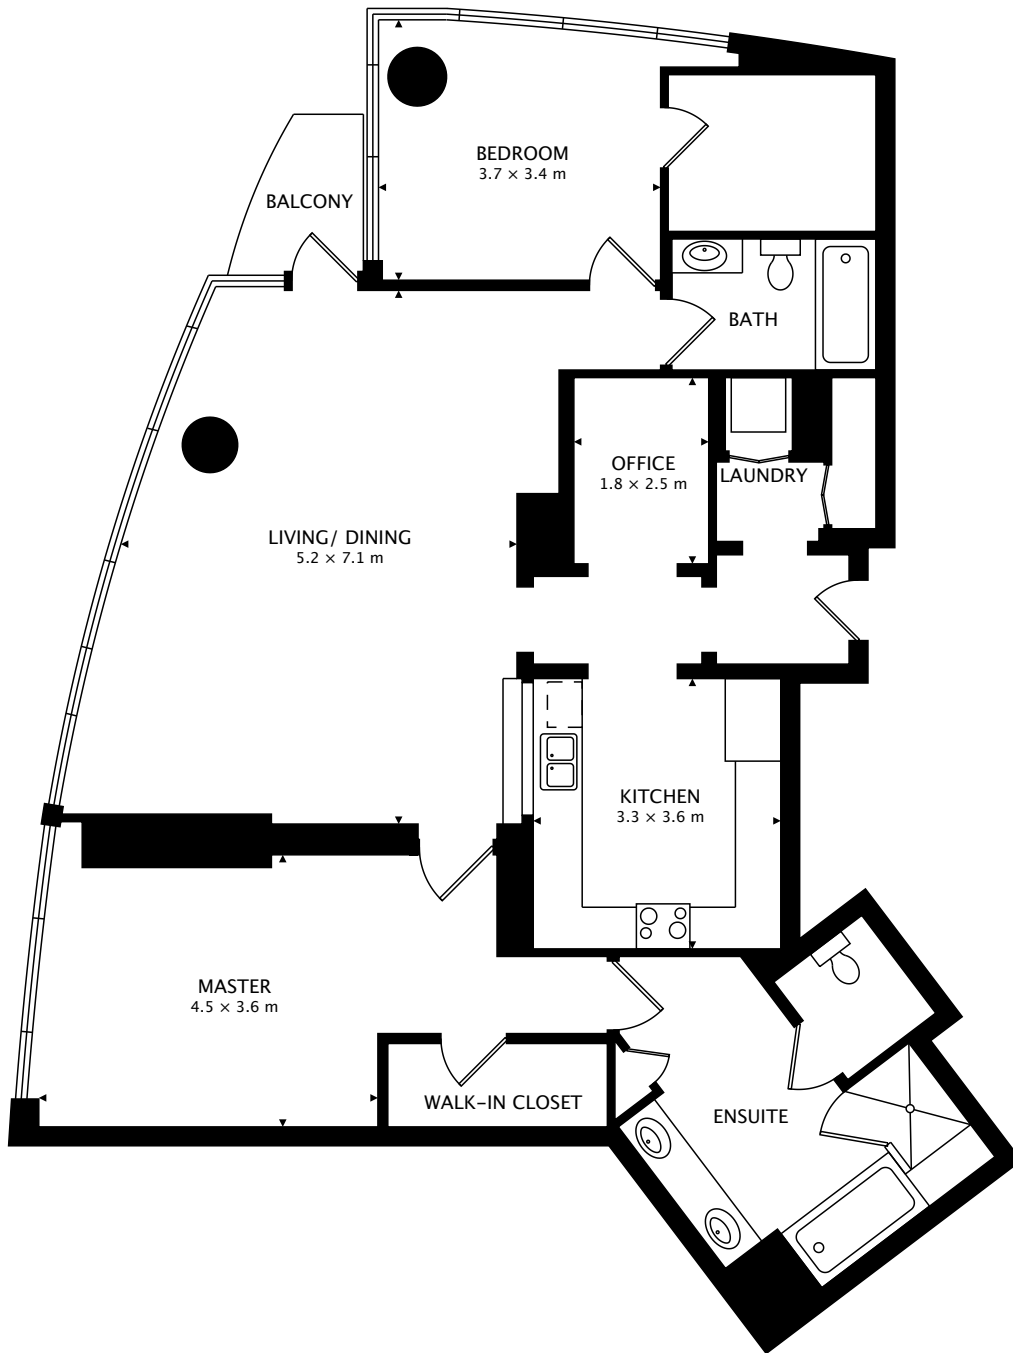 BEDROOM
3.7 × 3.4 m
BALCONY
BATH
OFFICE
1.8 × 2.5 m
LAUNDRY
LIVING/ DINING
5.2 × 7.1 m
KITCHEN
3.3 × 3.6 m
MASTER
4.5 × 3.6 m
WALK-IN CLOSET
ENSUITE